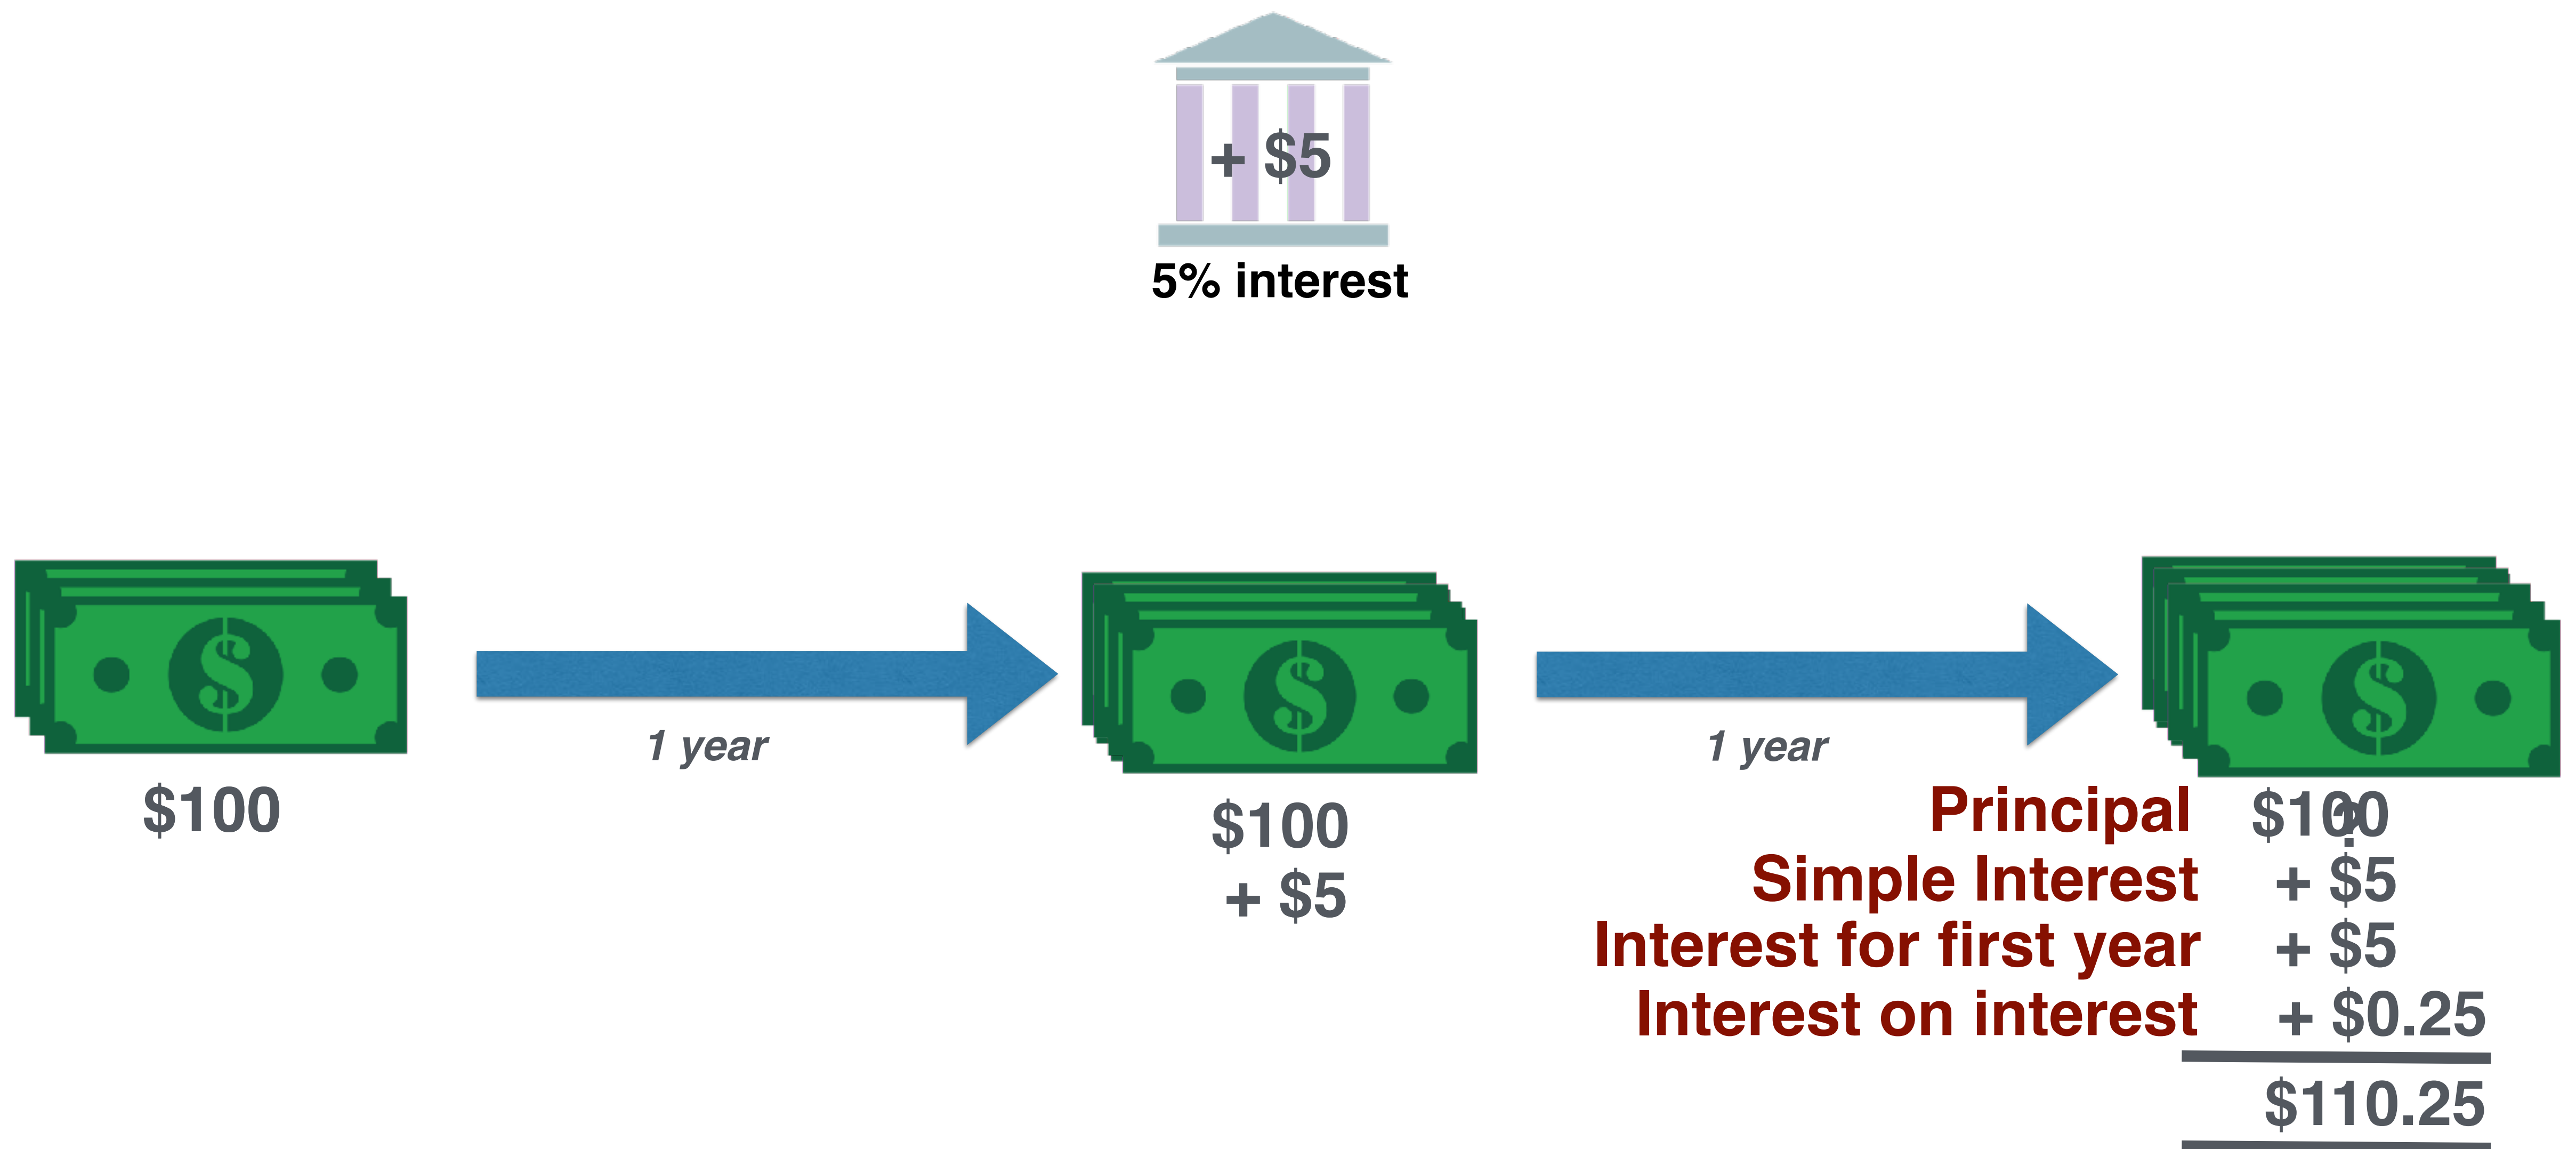 + $5
5% interest
1 year
1 year
$100
$100
+ $5
Principal $100
?
Simple Interest + $5
Interest for first year + $5
Interest on interest + $0.25
$110.25